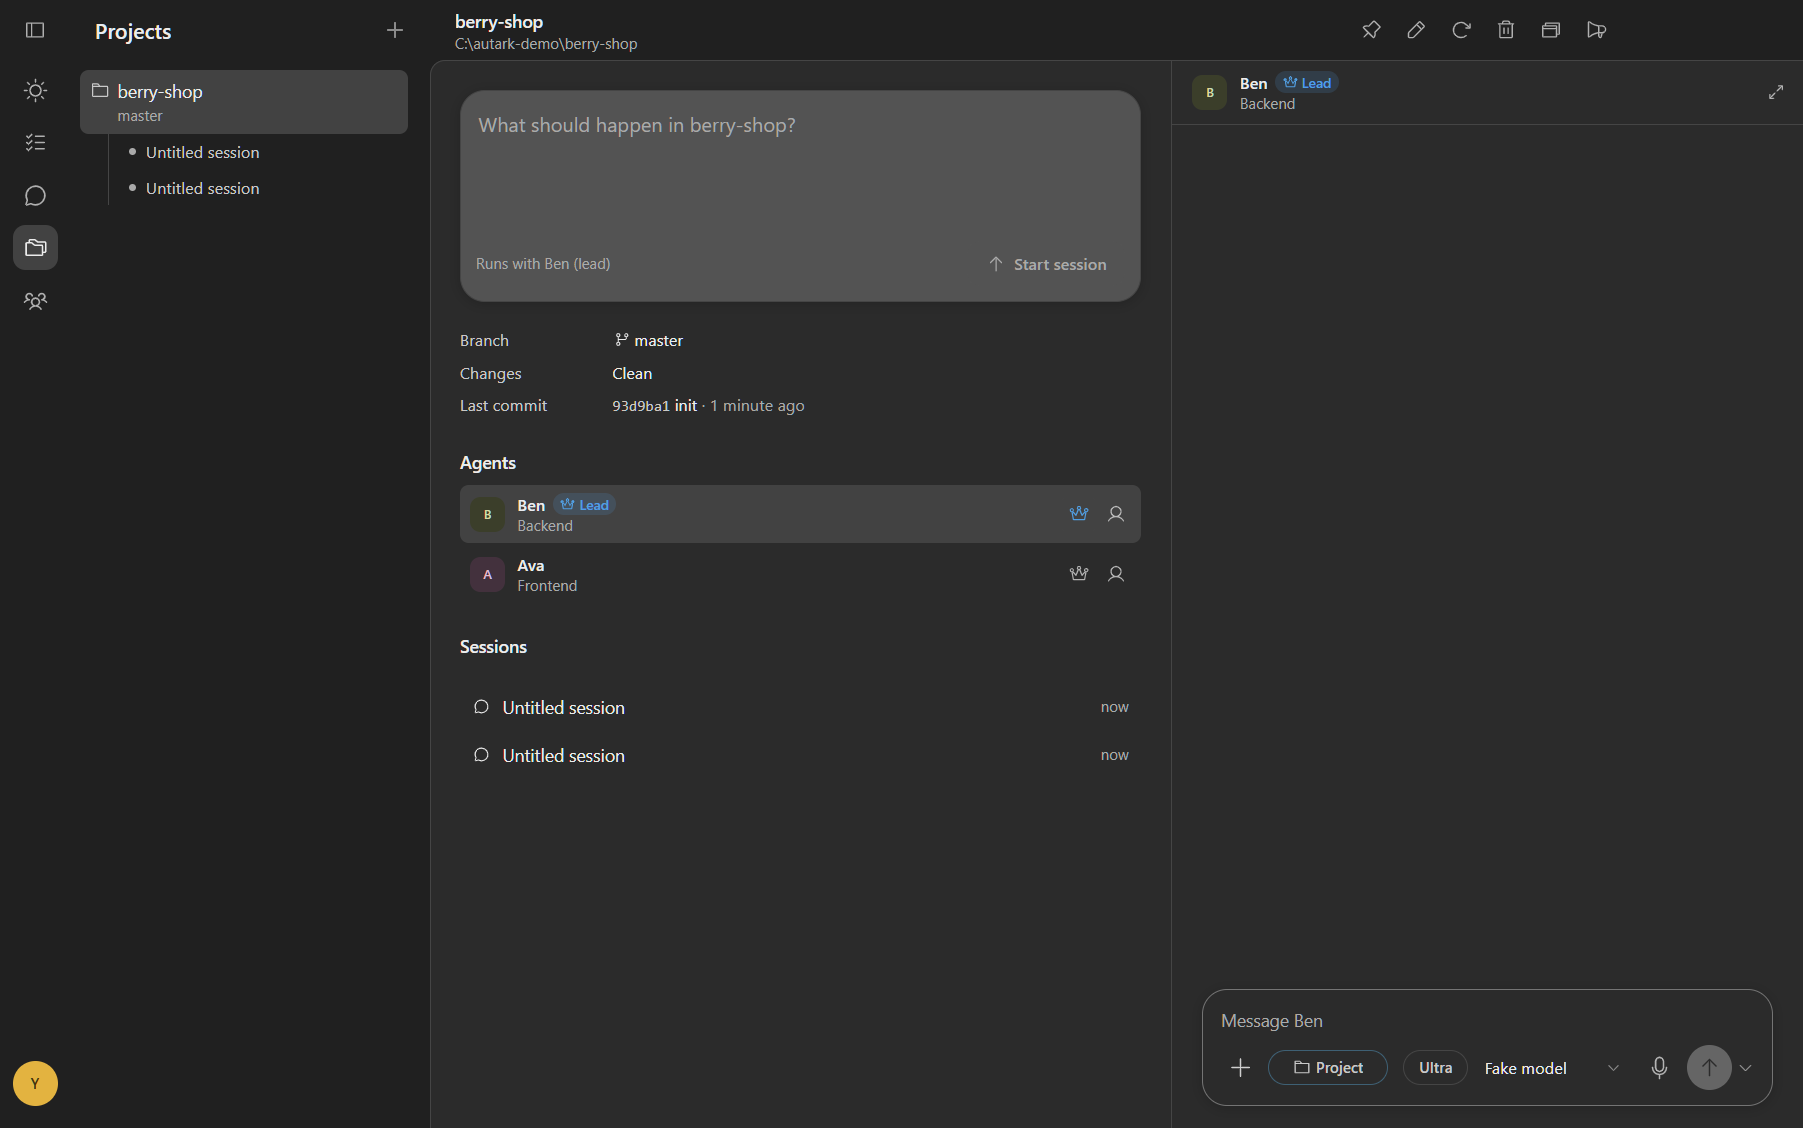 Projects
berry-shop
master
Untitled session
Untitled session
Y
berry-shop
C:\autark-demo\berry-shop
What should happen in berry-shop?
Runs with Ben (lead)
Start session
Branch
master
Changes
Clean
Last commit
93d9ba1 init · 1 minute ago
Agents
B
Ben
Lead
Backend
A
Ava
Frontend
Sessions
Untitled session
now
Untitled session
now
B
Ben
Lead
Backend
Message Ben
Project
Ultra
Fake model